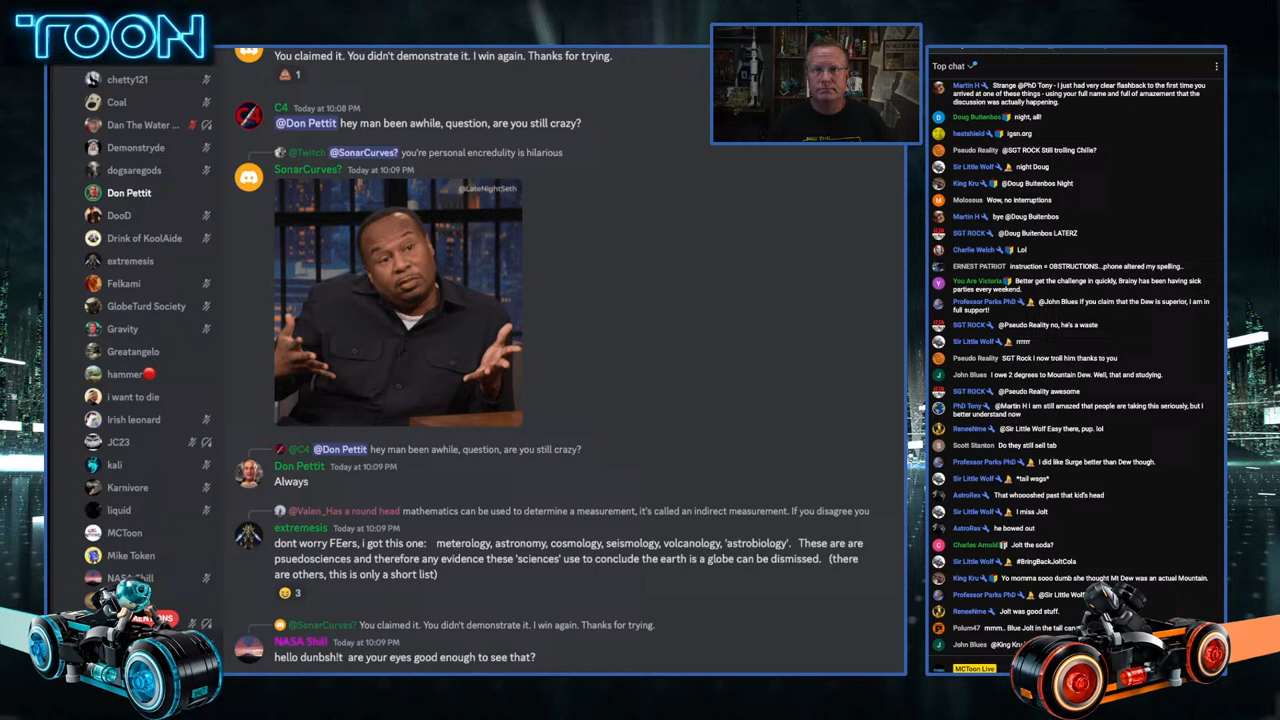 TOON
chetty121
Coal
Dan The Water ...
Demonstryde
dogsaregods
Don Pettit
DooD
Drink of KoolAide
extremesis
Felkami
GlobeTurd Society
Gravity
Greatangelo
hammer
i want to die
Irish leonard
JC23
kali
Karnivore
liquid
MCToon
Mike Token
NASA Shill
You claimed it. You didn't demonstrate it. I win again. Thanks for trying.
1
C4 Today at 10:08 PM
@Don Pettit hey man been awhile, question, are you still crazy?
@Twitch @SonarCurves? you're personal encredulity is hilarious
SonarCurves? Today at 10:09 PM
@LateNightSeth
@C4 @Don Pettit hey man been awhile, question, are you still crazy?
Don Pettit Today at 10:09 PM
Always
@Valen_Has a round head mathematics can be used to determine a measurement, it's called an indirect measurement. If you disagree you
extremesis Today at 10:09 PM
dont worry FEers, i got this one: meterology, astronomy, cosmology, seismology, volcanology, 'astrobiology'. These are are
psuedosciences and therefore any evidence these 'sciences' use to conclude the earth is a globe can be dismissed. (there
are others, this is only a short list)
3
@SonarCurves? You claimed it. You didn't demonstrate it. I win again. Thanks for trying.
NASA Shill Today at 10:09 PM
hello dunbsh!t are your eyes good enough to see that?
Top chat
Martin H Strange @PhD Tony - I just had very clear flashback to the first time you
arrived at one of these things - using your full name and full of amazement that the
discussion was actually happening.
Doug Buitenbos night, all!
heatshield igsn.org
Pseudo Reality @SGT ROCK Still trolling Chille?
Sir Little Wolf night Doug
King Kru @Doug Buitenbos Night
Molossus Wow, no interruptions
Martin H bye @Doug Buitenbos
SGT ROCK @Doug Buitenbos LATERZ
Charlie Welch Lol
ERNEST PATRIOT instruction = OBSTRUCTIONS...phone altered my spelling..
You Are Victoria Better get the challenge in quickly, Brainy has been having sick
parties every weekend.
Professor Parks PhD @John Blues If you claim that the Dew is superior, I am in
full support!
SGT ROCK @Pseudo Reality no, he's a waste
Sir Little Wolf rrrrrr
Pseudo Reality SGT Rock I now troll him thanks to you
John Blues I owe 2 degrees to Mountain Dew. Well, that and studying.
SGT ROCK @Pseudo Reality awesome
PhD Tony @Martin H I am still amazed that people are taking this seriously, but I
better understand now
ReneeNme @Sir Little Wolf Easy there, pup. lol
Scott Stanton Do they still sell tab
Professor Parks PhD I did like Surge better than Dew though.
Sir Little Wolf *tail wags*
AstroRex That whoooshed past that kid's head
Sir Little Wolf I miss Jolt
AstroRex he bowed out
Charles Arnold Jolt the soda?
Sir Little Wolf #BringBackJoltCola
King Kru Yo momma sooo dumb she thought Mt Dew was an actual Mountain.
Professor Parks PhD @Sir Little Wolf
ReneeNme Jolt was good stuff.
Polum47 mmm.. Blue Jolt in the tall can
John Blues @King
MCToon Live